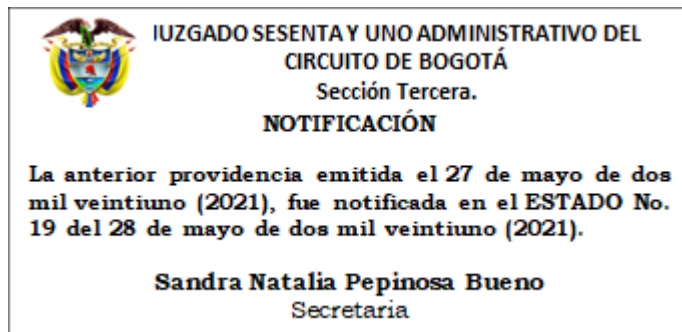 JUZGADO SESENTA Y UNO ADMINISTRATIVO DEL
CIRCUITO DE BOGOTÁ
Sección Tercera.
NOTIFICACIÓN
La anterior providencia emitida el 27 de mayo de dos
mil veintiuno (2021), fue notificada en el ESTADO No.
19 del 28 de mayo de dos mil veintiuno (2021).
Sandra Natalia Pepinosa Bueno
Secretaria